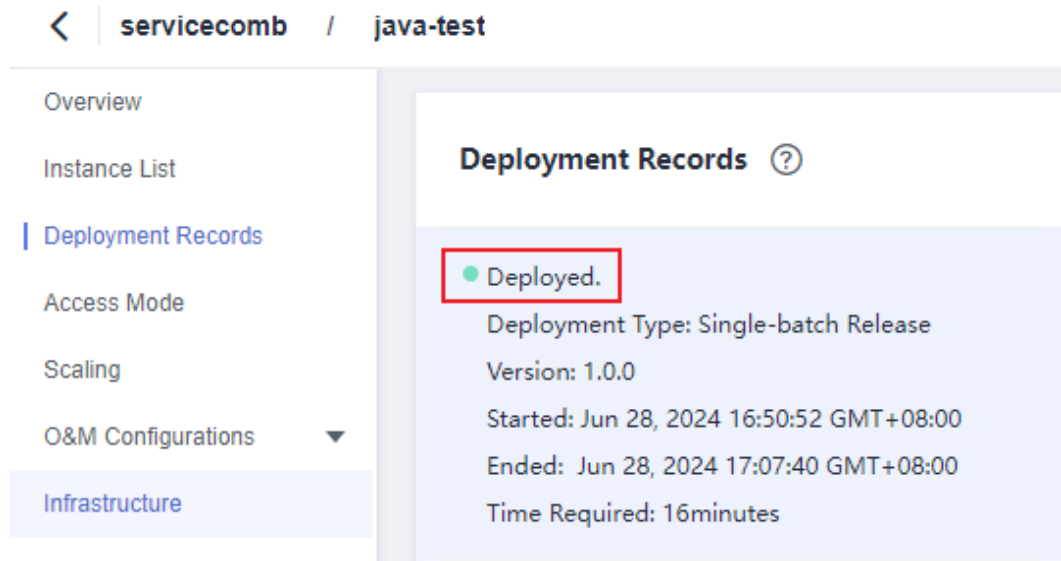 servicecomb / java-test
Overview
Instance List
Deployment Records
Access Mode
Scaling
O&M Configurations
Infrastructure
Deployment Records
Deployed.
Deployment Type: Single-batch Release
Version: 1.0.0
Started: Jun 28, 2024 16:50:52 GMT+08:00
Ended: Jun 28, 2024 17:07:40 GMT+08:00
Time Required: 16minutes